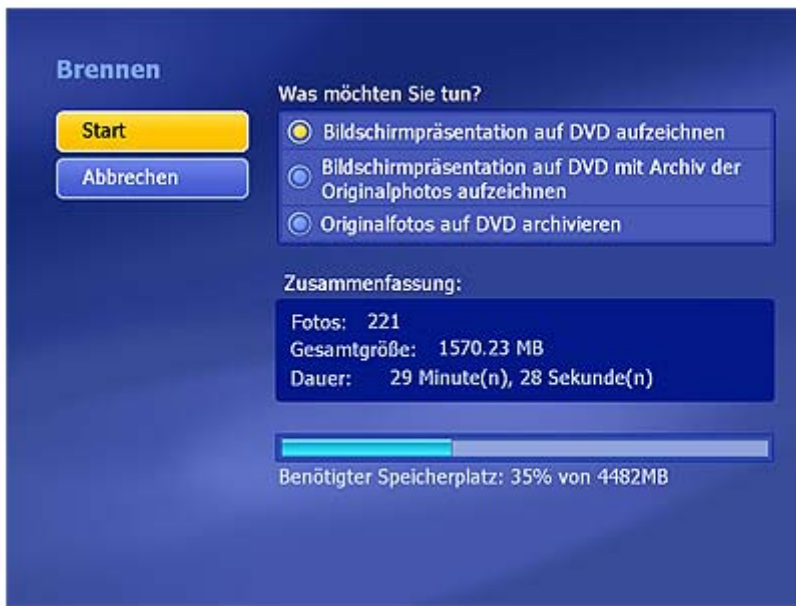 Brennen
Start
Abbrechen
Was möchten Sie tun?
Bildschirmpräsentation auf DVD aufzeichnen
Bildschirmpräsentation auf DVD mit Archiv der
Originalphotos aufzeichnen
Originalfotos auf DVD archivieren
Zusammenfassung:
Fotos: 221
Gesamtgröße: 1570.23 MB
Dauer: 29 Minute(n), 28 Sekunde(n)
Benötigter Speicherplatz: 35% von 4482MB